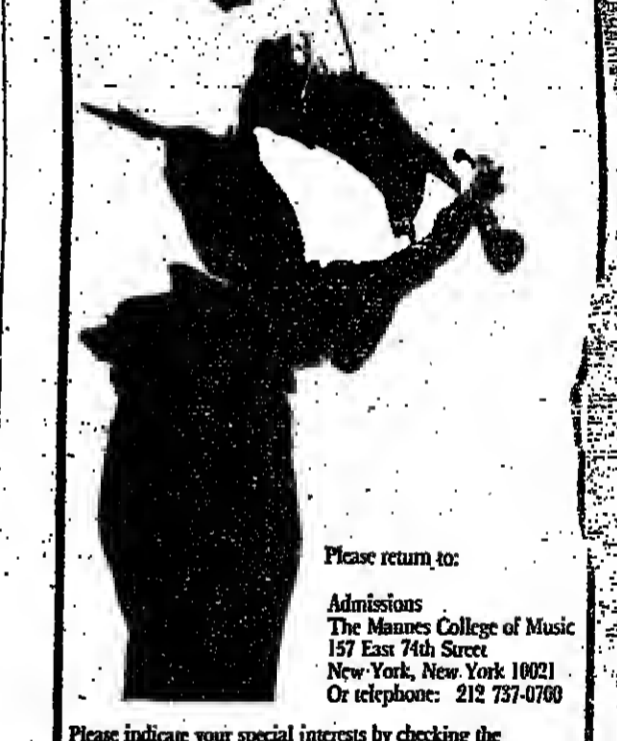 Please return to:
Admissions
The Mannes College of Music
157 East 74th Street
New York, New York 10021
Or telephone: 212 737-0700
Please indicate your special interests by checking the